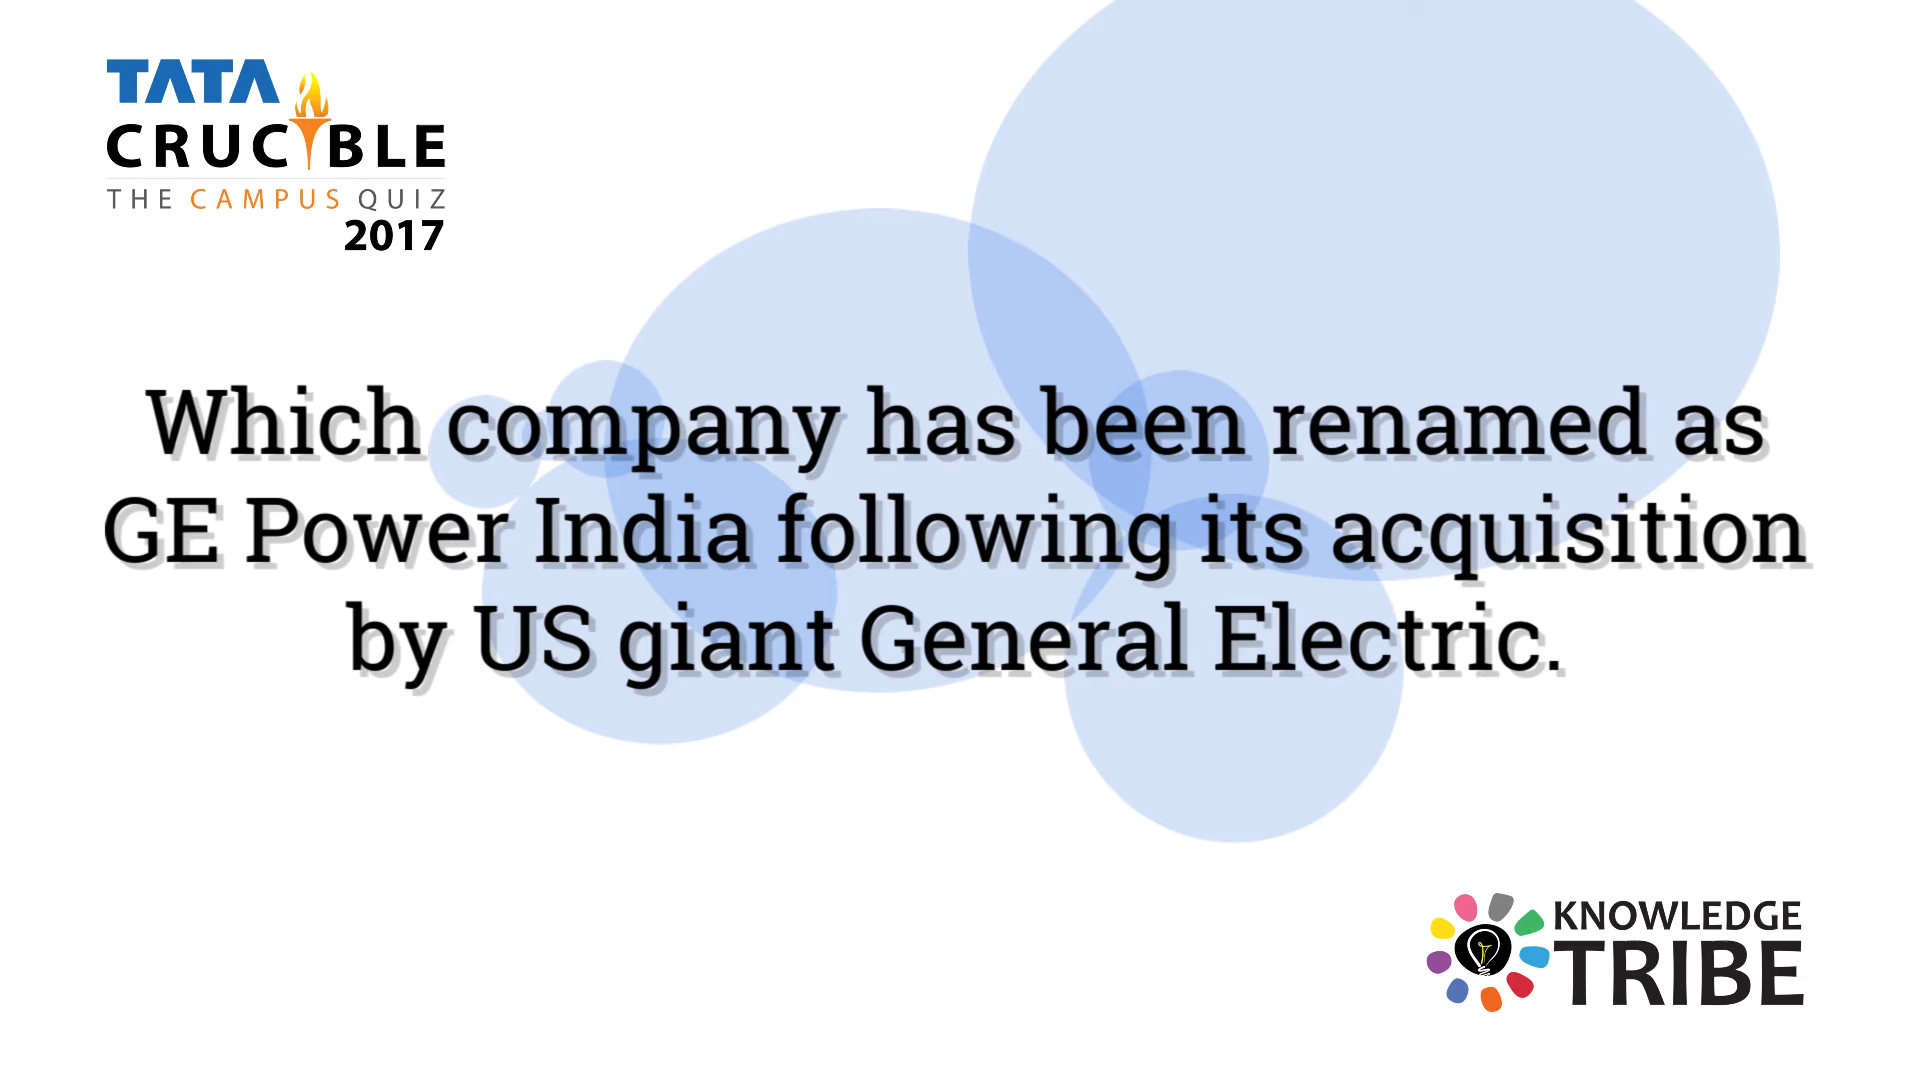 TATA
CRUCIBLE
THE CAMPUS QUIZ
2017
Which company has been renamed as
GE Power India following its acquisition
by US giant General Electric.
KNOWLEDGE
TRIBE